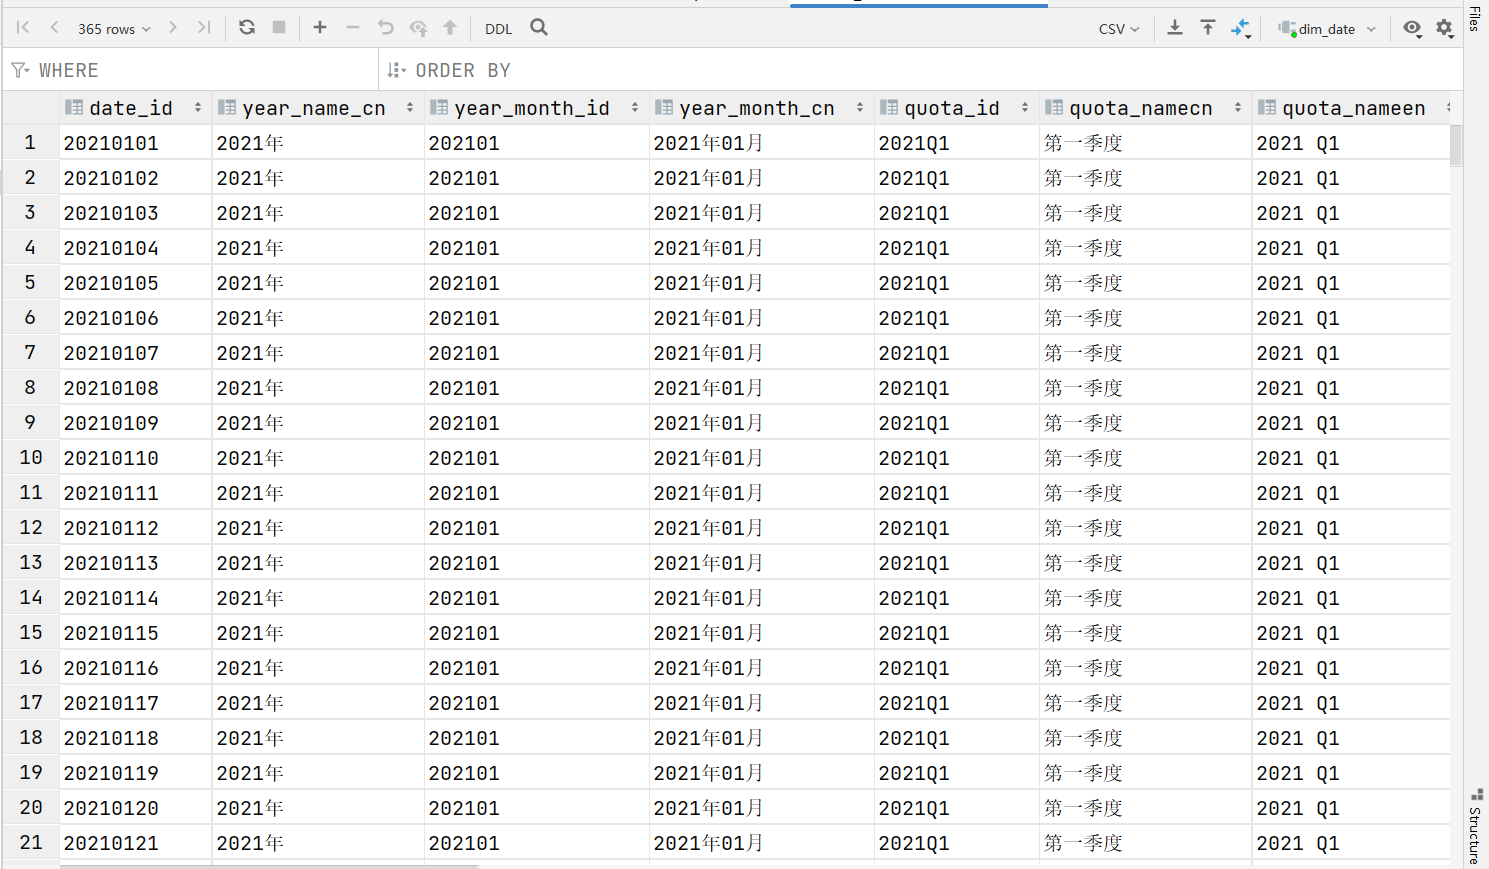 365 rows DDL CSV dim_date
WHERE ORDER BY
date_id year_name_cn year_month_id year_month_cn quota_id quota_namecn quota_nameen
1 20210101 2021年 202101 2021年01月 2021Q1 第一季度 2021 Q1
2 20210102 2021年 202101 2021年01月 2021Q1 第一季度 2021 Q1
3 20210103 2021年 202101 2021年01月 2021Q1 第一季度 2021 Q1
4 20210104 2021年 202101 2021年01月 2021Q1 第一季度 2021 Q1
5 20210105 2021年 202101 2021年01月 2021Q1 第一季度 2021 Q1
6 20210106 2021年 202101 2021年01月 2021Q1 第一季度 2021 Q1
7 20210107 2021年 202101 2021年01月 2021Q1 第一季度 2021 Q1
8 20210108 2021年 202101 2021年01月 2021Q1 第一季度 2021 Q1
9 20210109 2021年 202101 2021年01月 2021Q1 第一季度 2021 Q1
10 20210110 2021年 202101 2021年01月 2021Q1 第一季度 2021 Q1
11 20210111 2021年 202101 2021年01月 2021Q1 第一季度 2021 Q1
12 20210112 2021年 202101 2021年01月 2021Q1 第一季度 2021 Q1
13 20210113 2021年 202101 2021年01月 2021Q1 第一季度 2021 Q1
14 20210114 2021年 202101 2021年01月 2021Q1 第一季度 2021 Q1
15 20210115 2021年 202101 2021年01月 2021Q1 第一季度 2021 Q1
16 20210116 2021年 202101 2021年01月 2021Q1 第一季度 2021 Q1
17 20210117 2021年 202101 2021年01月 2021Q1 第一季度 2021 Q1
18 20210118 2021年 202101 2021年01月 2021Q1 第一季度 2021 Q1
19 20210119 2021年 202101 2021年01月 2021Q1 第一季度 2021 Q1
20 20210120 2021年 202101 2021年01月 2021Q1 第一季度 2021 Q1
21 20210121 2021年 202101 2021年01月 2021Q1 第一季度 2021 Q1
Files
Structure